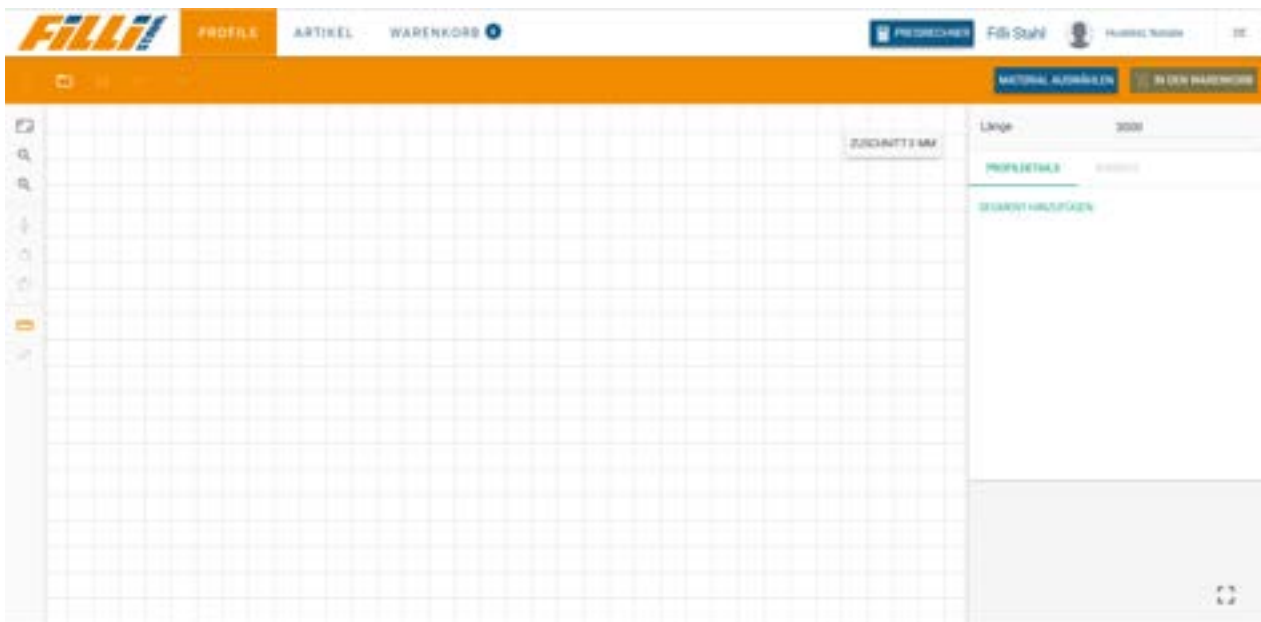 Filli!
PROFILE
ARTIKEL
WARENKORB
PREISRECHNER
Filli Stahl
DE
MATERIAL AUSWÄHLEN
IN DEN WARENKORB
ZUSCHNITT 0 MM
Länge
3000
PROFILDETAILS
SEGMENT HINZUFÜGEN